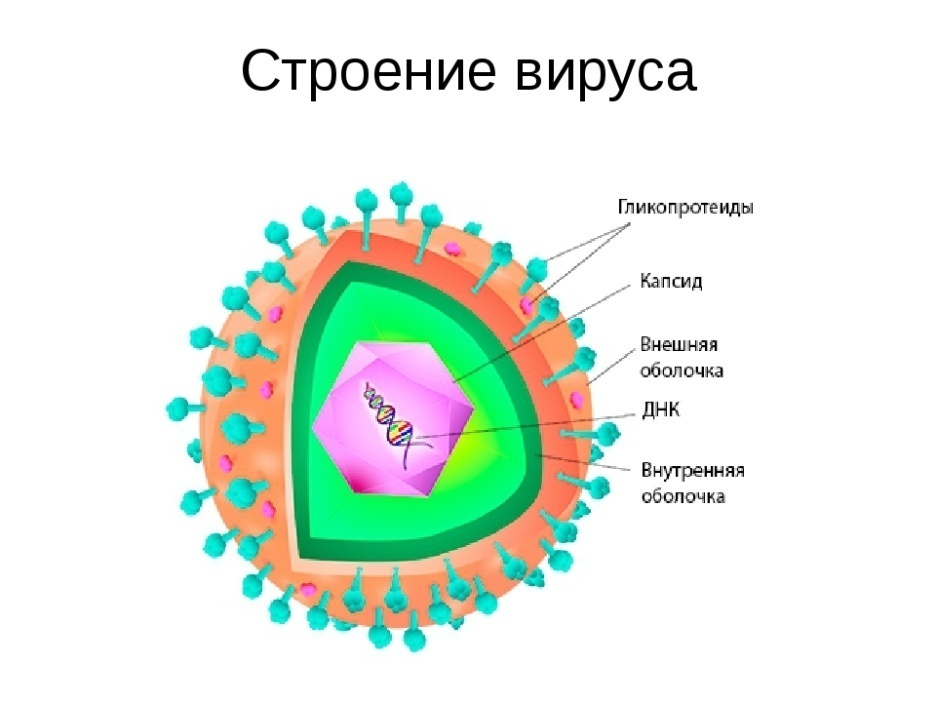 Строение вируса
Гликопротеиды
Капсид
Внешняя
оболочка
ДНК
Внутренняя
оболочка